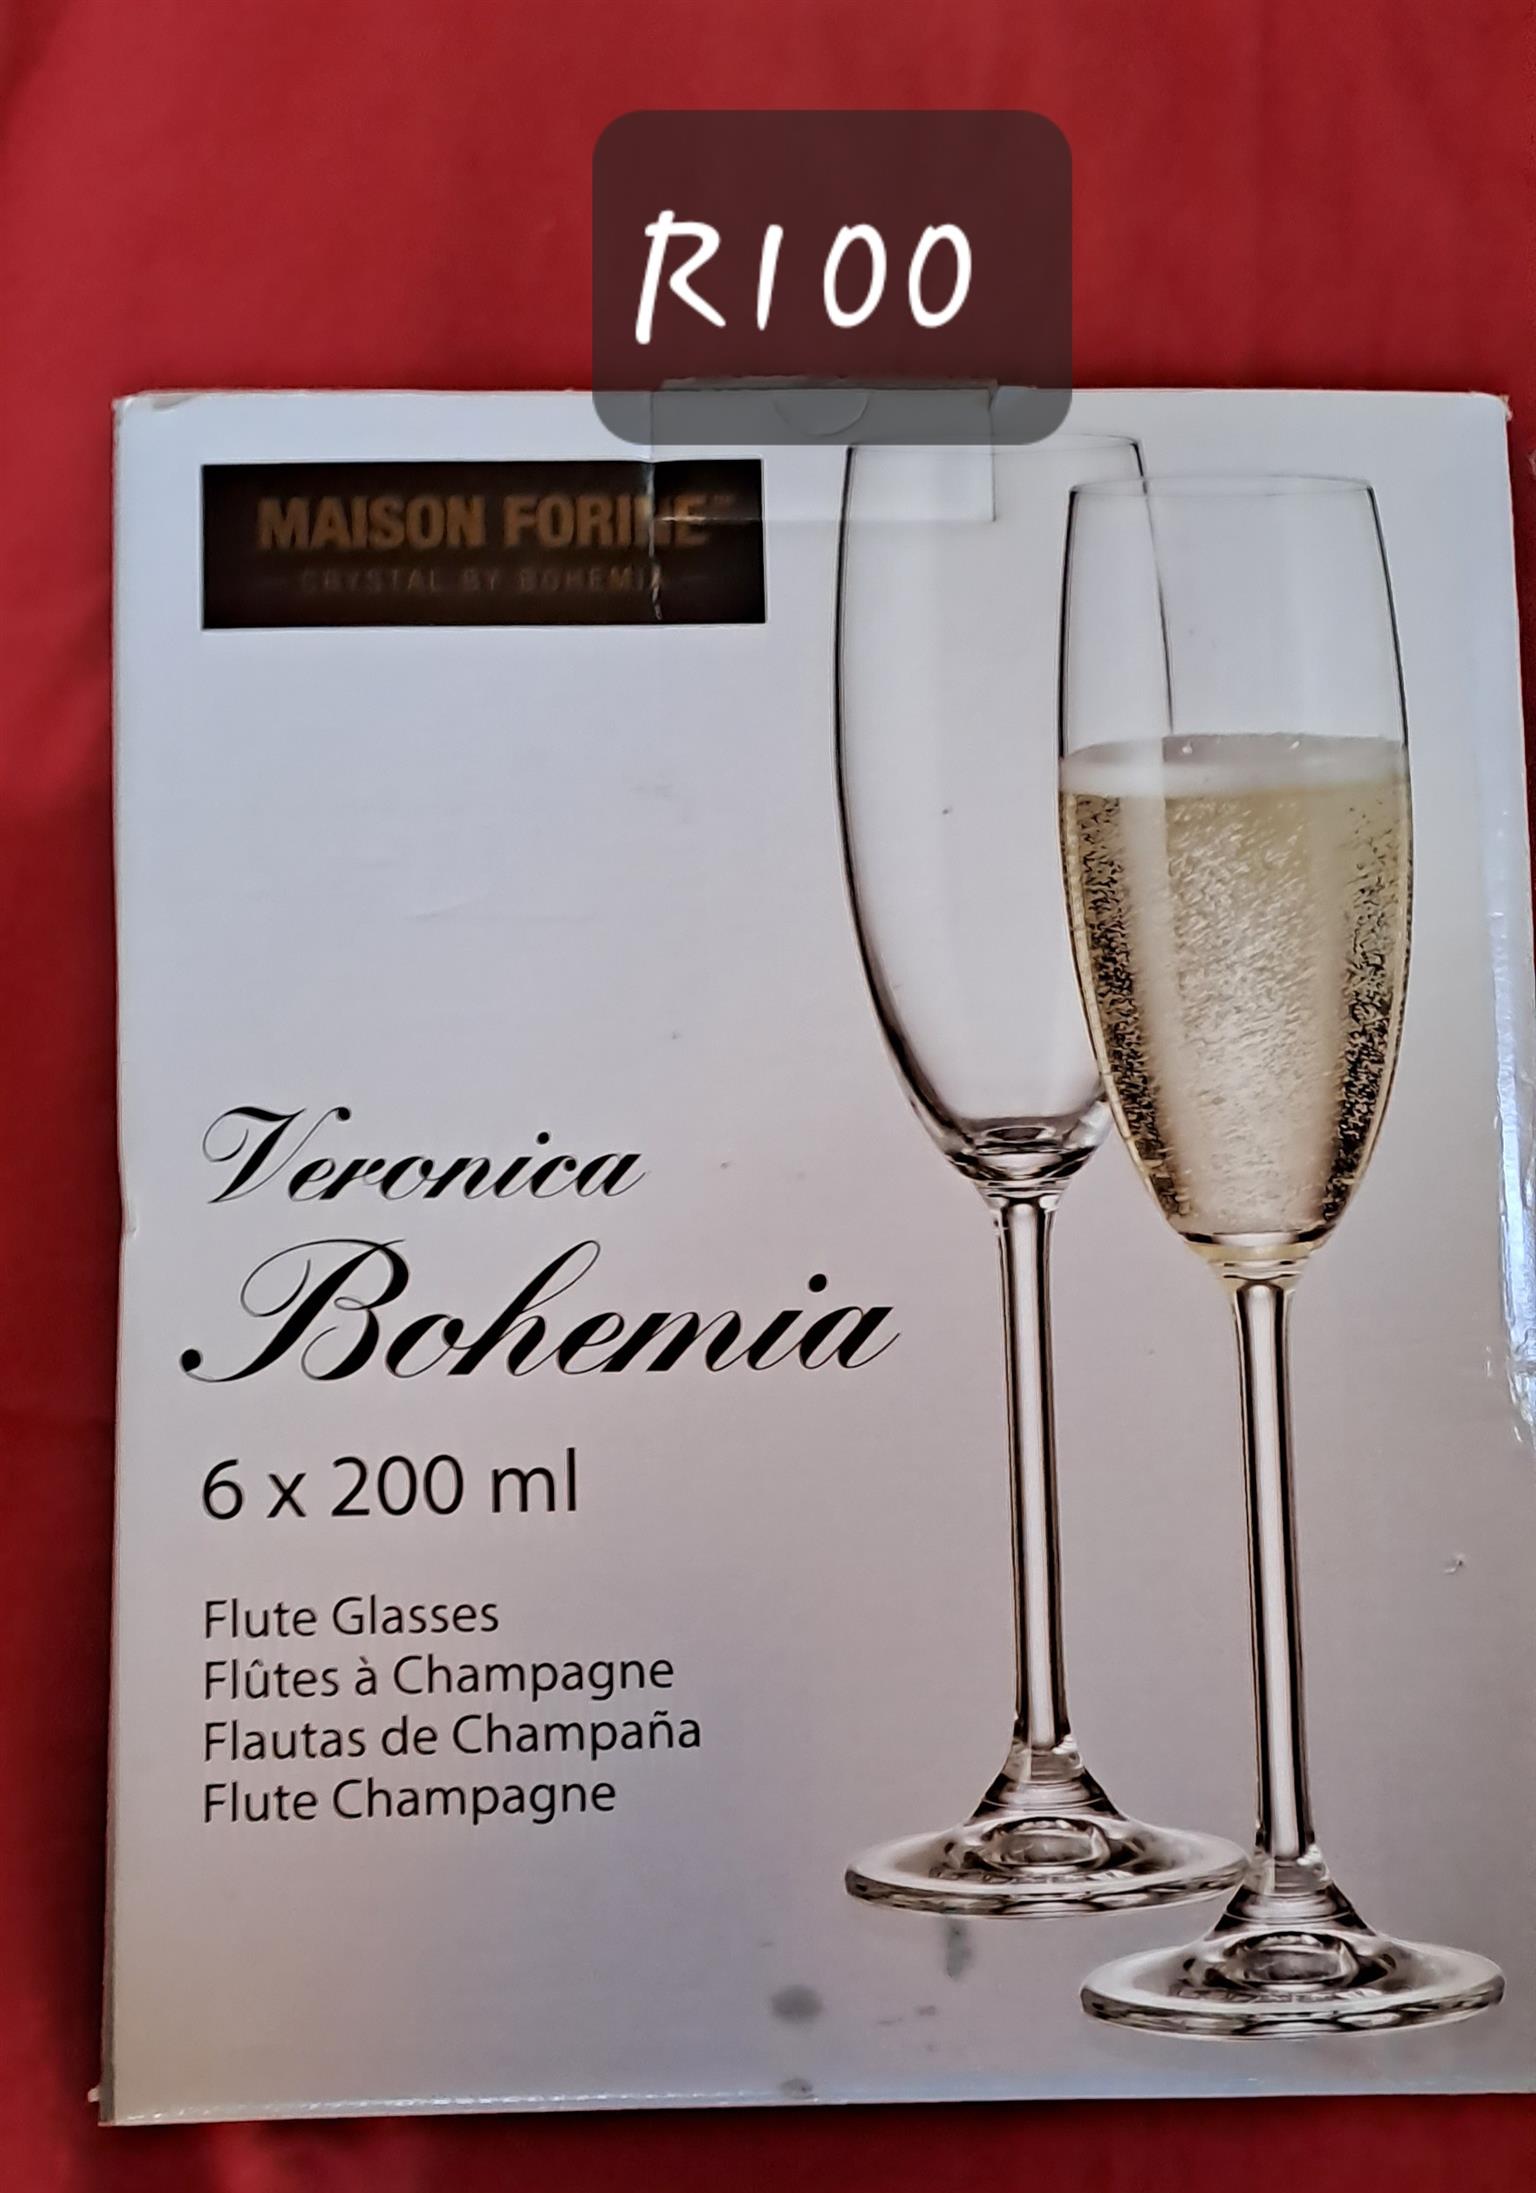 R100
MAISON FORINE™
CRYSTAL BY BOHEMIA
Veronica
Bohemia
6 x 200 ml
Flute Glasses
Flûtes à Champagne
Flautas de Champaña
Flute Champagne